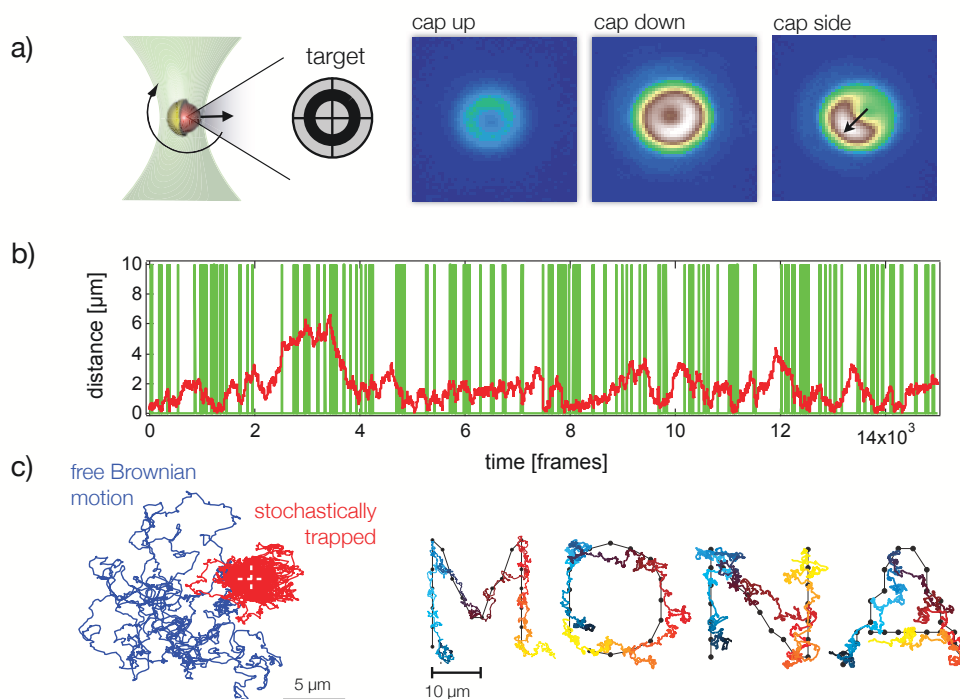 a)
target
cap up
cap down
cap side
b)
distance [µm]
10
8
6
4
2
0
0
2
4
6
8
10
12
14x10³
time [frames]
c)
free Brownian
motion
stochastically
trapped
5 µm
10 µm
MONA